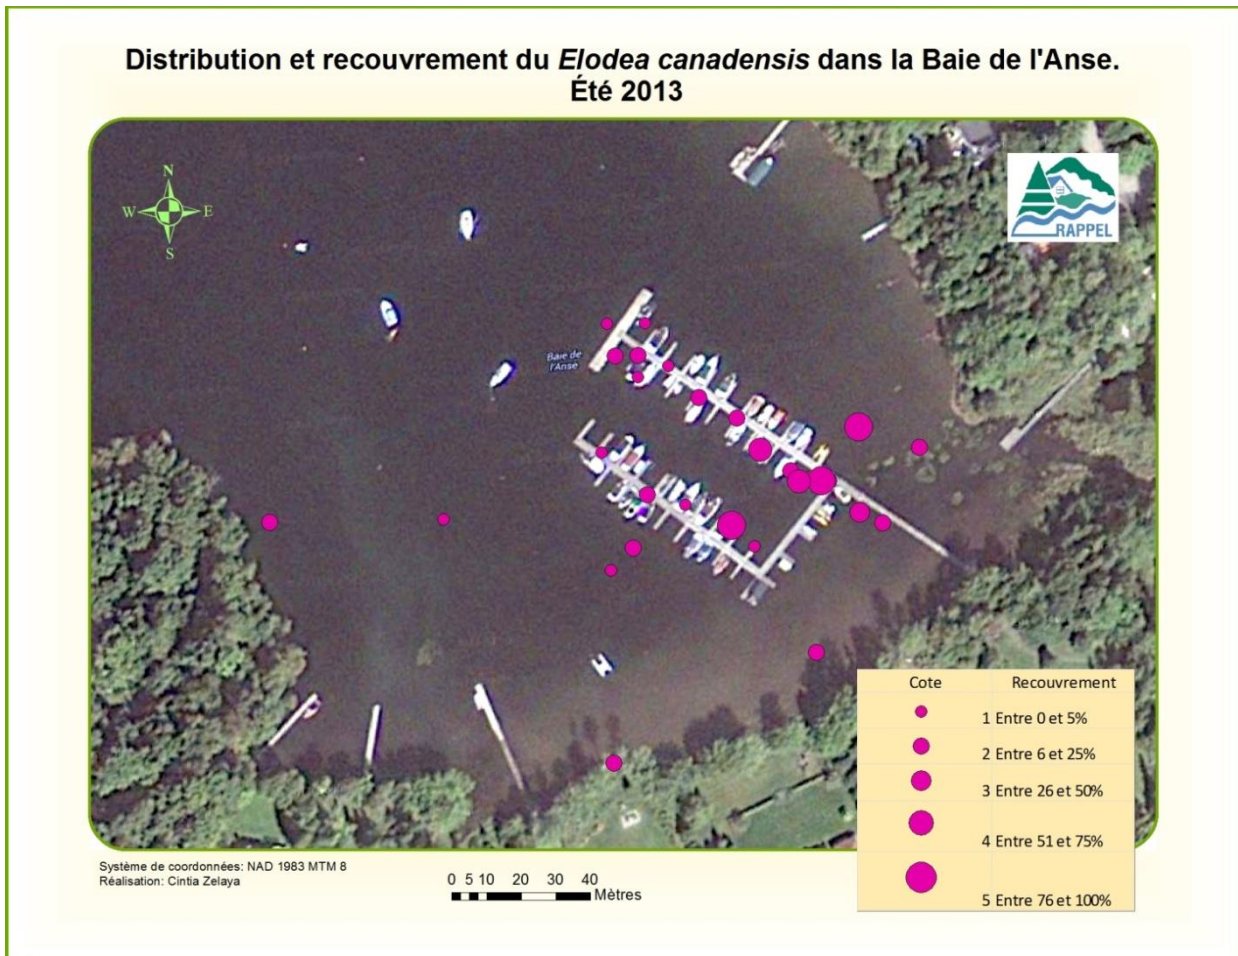 Distribution et recouvrement du Elodea canadensis dans la Baie de l'Anse.
Été 2013
N
W E
S
RAPPEL
Baie de
l'Anse
Cote Recouvrement
1 Entre 0 et 5%
2 Entre 6 et 25%
3 Entre 26 et 50%
4 Entre 51 et 75%
5 Entre 76 et 100%
Système de coordonnées: NAD 1983 MTM 8
Réalisation: Cintia Zelaya
0 5 10 20 30 40
Mètres